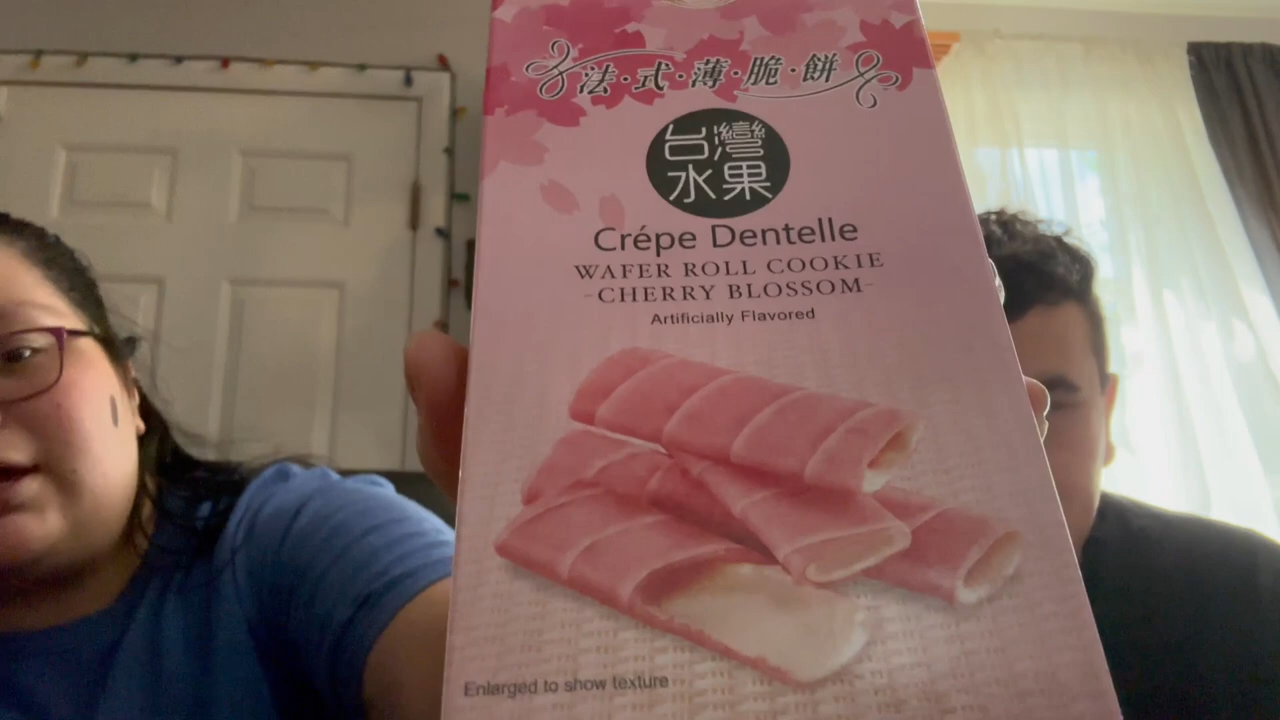 法·式·薄·脆·餅
台灣
水果
Crépe Dentelle
WAFER ROLL COOKIE
-CHERRY BLOSSOM-
Artificially Flavored
Enlarged to show texture